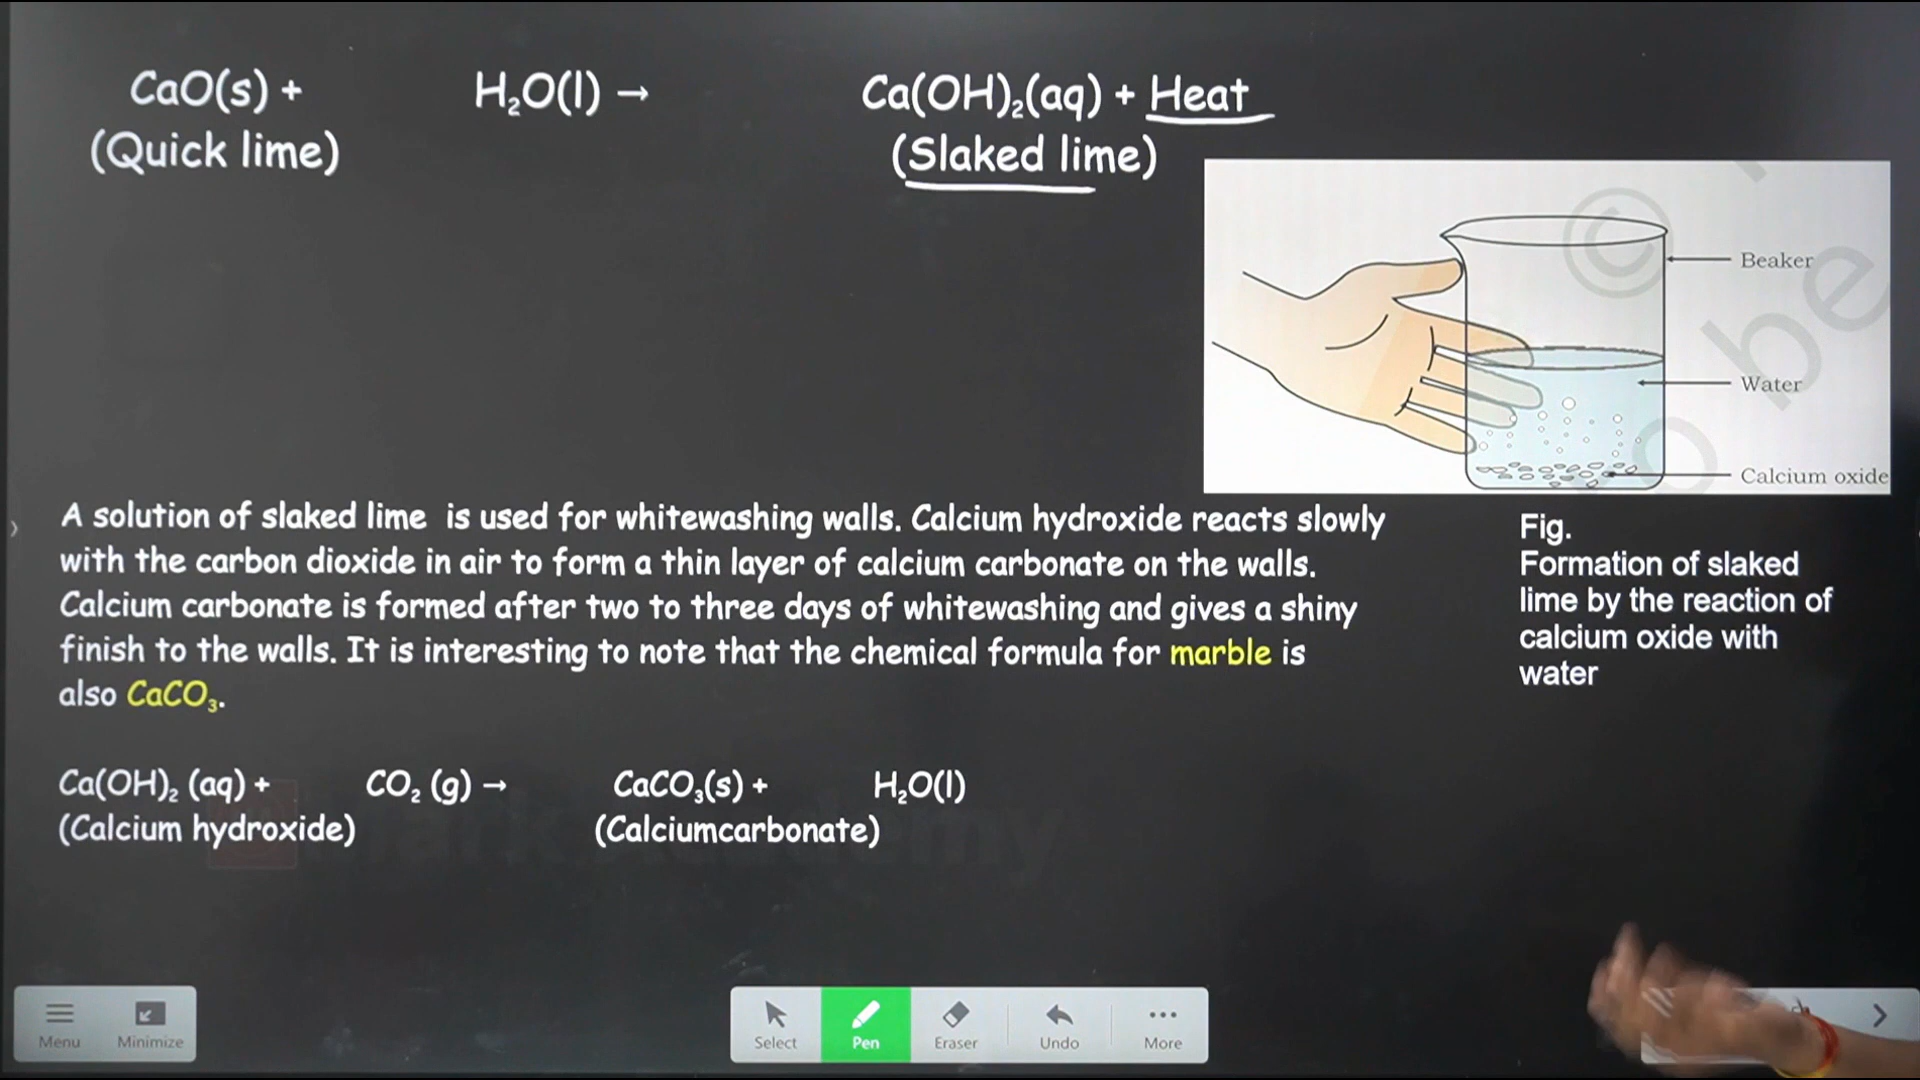 CaO(s) + H₂O(l) → Ca(OH)₂(aq) + Heat
(Quick lime) (Slaked lime)
Beaker
Water
Calcium oxide
A solution of slaked lime is used for whitewashing walls. Calcium hydroxide reacts slowly
with the carbon dioxide in air to form a thin layer of calcium carbonate on the walls.
Calcium carbonate is formed after two to three days of whitewashing and gives a shiny
finish to the walls. It is interesting to note that the chemical formula for marble is
also CaCO₃.
Fig.
Formation of slaked
lime by the reaction of
calcium oxide with
water
Ca(OH)₂ (aq) + CO₂ (g) → CaCO₃(s) + H₂O(l)
(Calcium hydroxide) (Calciumcarbonate)
Menu Minimize Select Pen Eraser Undo More